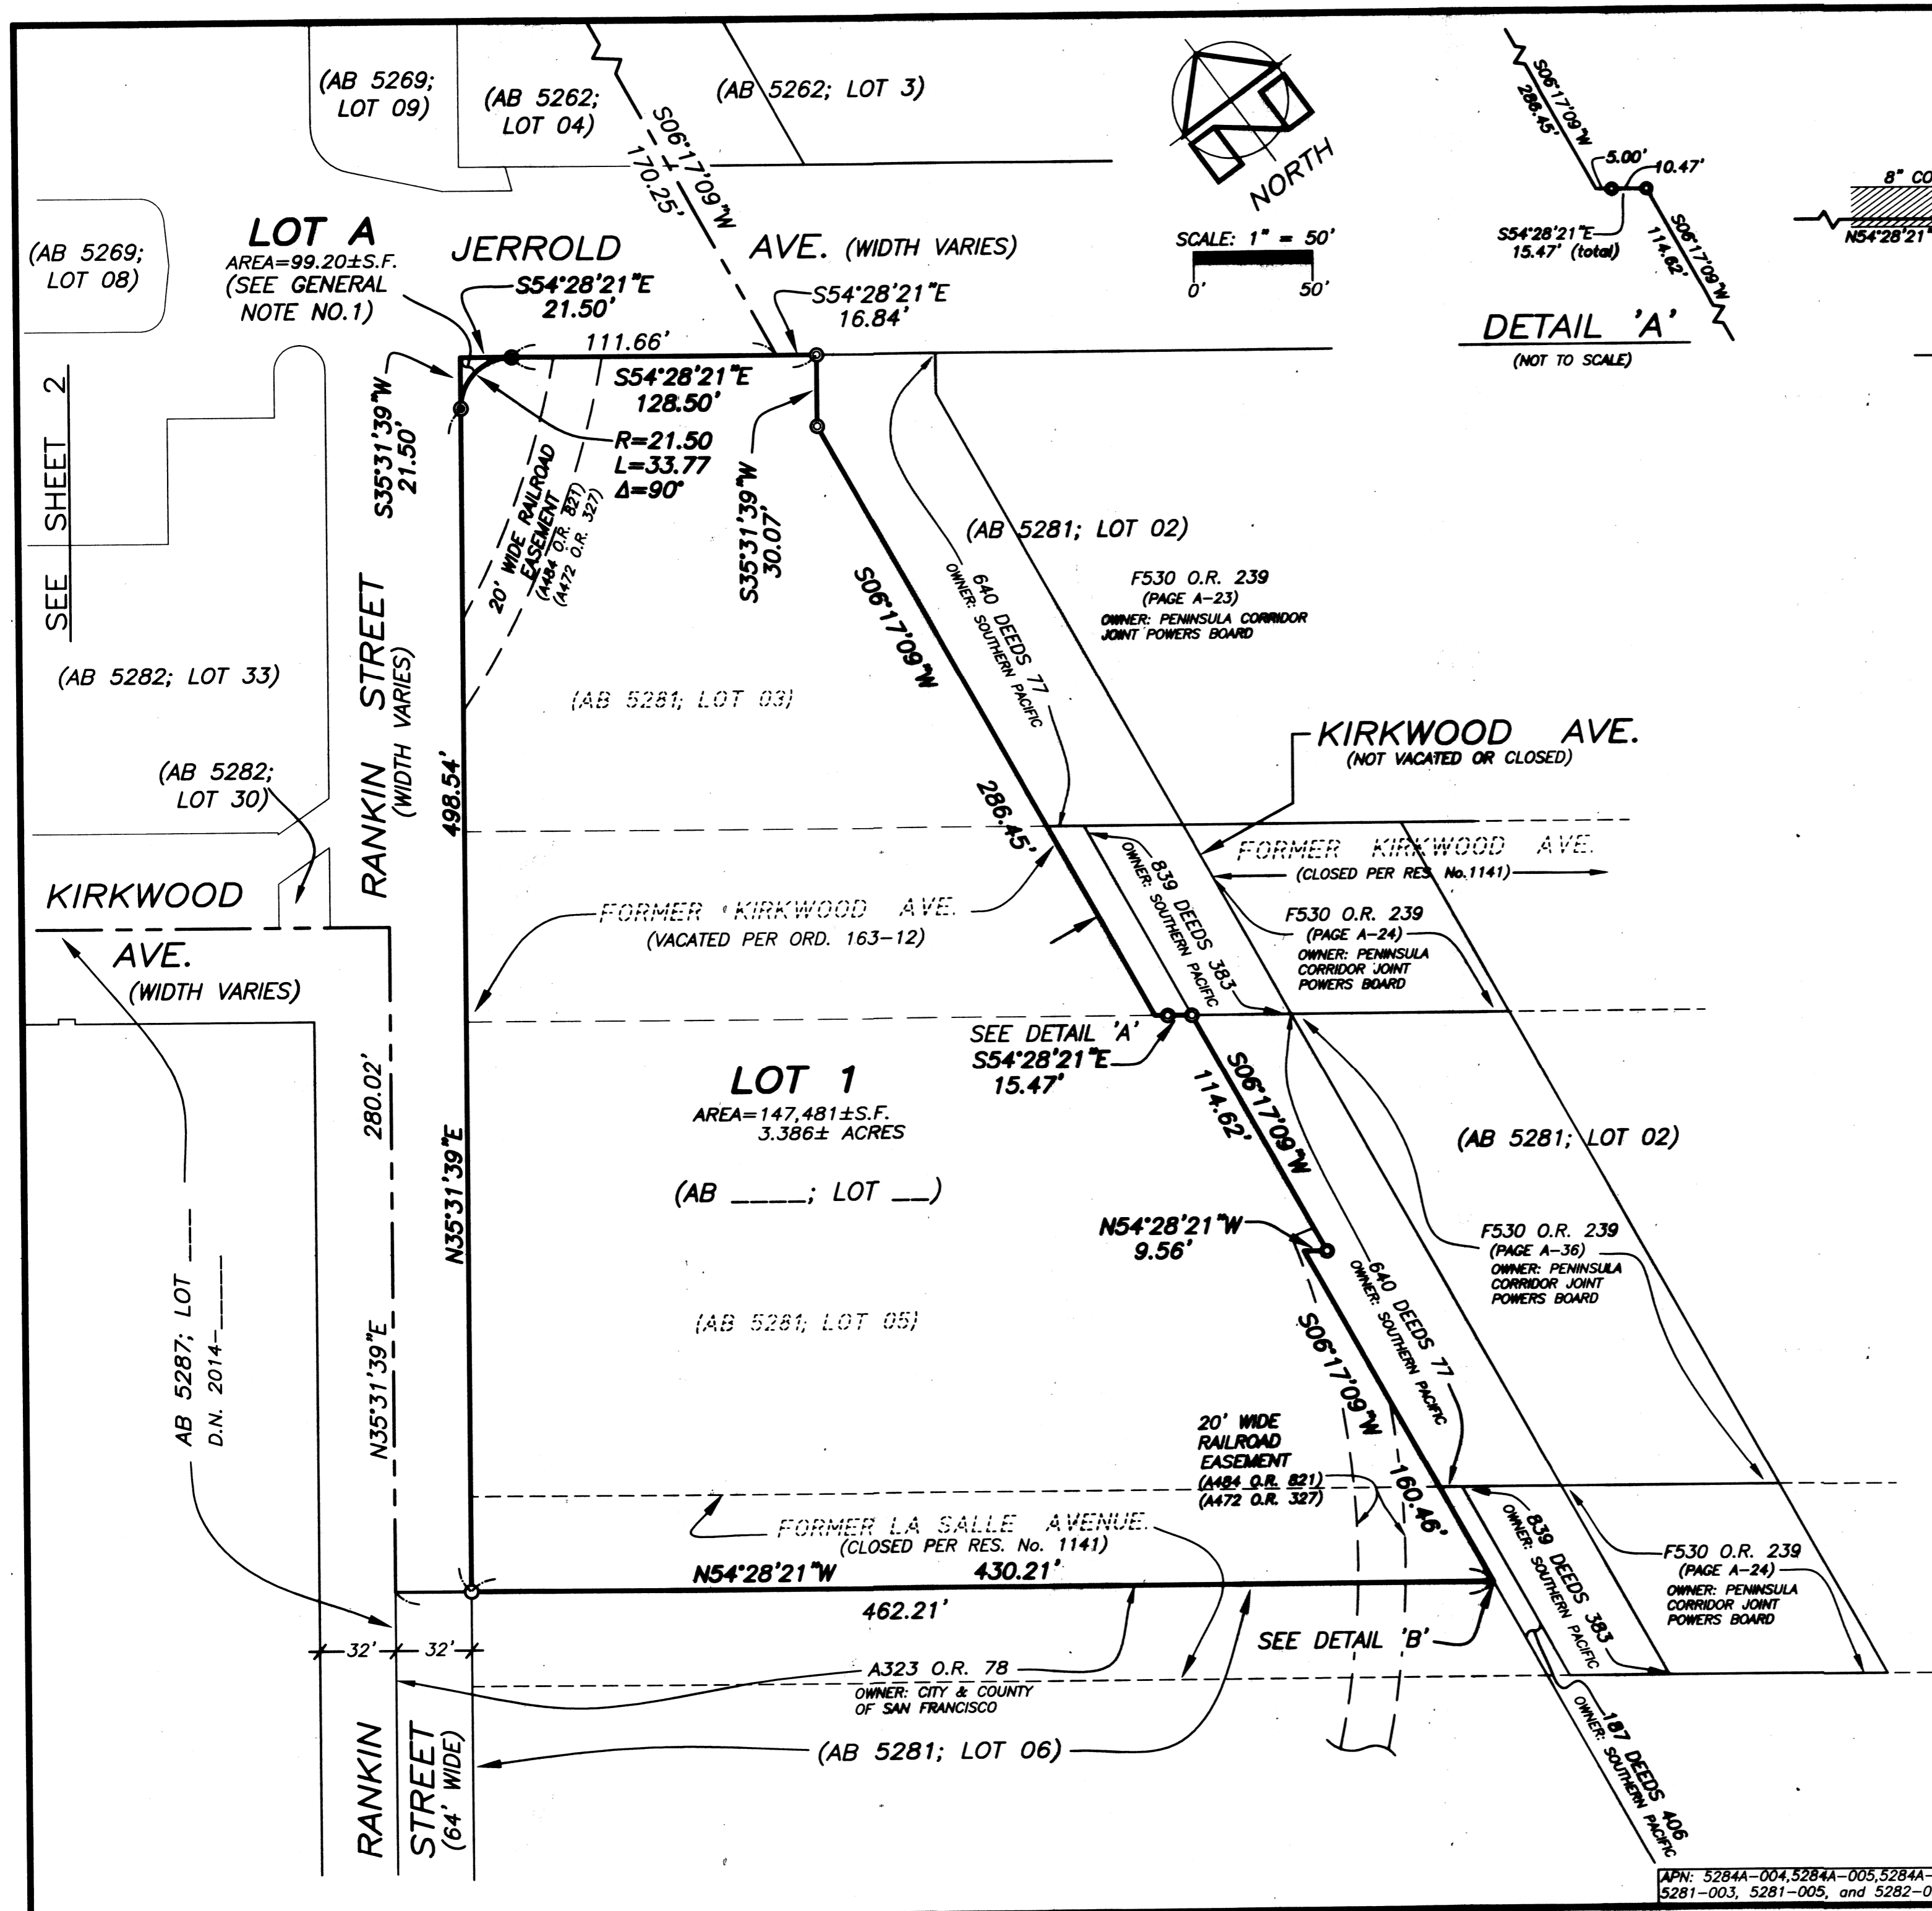 (AB 5269;
LOT 09)
(AB 5262;
LOT 04)
(AB 5262; LOT 3)
S06°17'09"W
170.25'
NORTH
SCALE: 1" = 50'
0' 50'
S06°17'09"W
286.45'
5.00'
10.47'
S54°28'21"E
15.47' (total)
S06°17'09"W
114.62'
DETAIL 'A'
(NOT TO SCALE)
8" CO
N54°28'21"
(AB 5269;
LOT 08)
LOT A
AREA=99.20±S.F.
(SEE GENERAL
NOTE NO.1)
JERROLD AVE. (WIDTH VARIES)
S54°28'21"E
21.50'
S54°28'21"E
16.84'
111.66'
S54°28'21"E
128.50'
R=21.50
L=33.77
Δ=90°
S35°31'39"W
21.50'
SEE SHEET 2
20' WIDE RAILROAD
EASEMENT
(A484 O.R. 821)
(A472 O.R. 327)
S35°31'39"W
30.07'
S06°17'09"W
286.45'
640 DEEDS 77
OWNER: SOUTHERN PACIFIC
(AB 5281; LOT 02)
F530 O.R. 239
(PAGE A-23)
OWNER: PENINSULA CORRIDOR
JOINT POWERS BOARD
RANKIN STREET
(WIDTH VARIES)
(AB 5282; LOT 33)
(AB 5281; LOT 03)
(AB 5282;
LOT 30)
498.54'
KIRKWOOD AVE.
(NOT VACATED OR CLOSED)
FORMER KIRKWOOD AVE.
(CLOSED PER RES. No.1141)
839 DEEDS 383
OWNER: SOUTHERN PACIFIC
F530 O.R. 239
(PAGE A-24)
OWNER: PENINSULA
CORRIDOR JOINT
POWERS BOARD
KIRKWOOD
AVE.
(WIDTH VARIES)
FORMER KIRKWOOD AVE.
(VACATED PER ORD. 163-12)
SEE DETAIL 'A'
S54°28'21"E
15.47'
S06°17'09"W
114.62'
LOT 1
AREA=147,481±S.F.
3.386± ACRES
(AB ____; LOT __)
280.02'
N35°31'39"E
N35°31'39"E
(AB 5281; LOT 02)
N54°28'21"W
9.56'
F530 O.R. 239
(PAGE A-36)
OWNER: PENINSULA
CORRIDOR JOINT
POWERS BOARD
640 DEEDS 77
OWNER: SOUTHERN PACIFIC
AB 5287; LOT ____
D.N. 2014-_____
(AB 5281; LOT 05)
S06°17'09"W
160.46'
20' WIDE
RAILROAD
EASEMENT
(A484 O.R. 821)
(A472 O.R. 327)
FORMER LA SALLE AVENUE.
(CLOSED PER RES. No. 1141)
N54°28'21"W 430.21'
462.21'
839 DEEDS 383
OWNER: SOUTHERN PACIFIC
F530 O.R. 239
(PAGE A-24)
OWNER: PENINSULA
CORRIDOR JOINT
POWERS BOARD
SEE DETAIL 'B'
32' 32'
A323 O.R. 78
OWNER: CITY & COUNTY
OF SAN FRANCISCO
(AB 5281; LOT 06)
RANKIN
STREET
(64' WIDE)
187 DEEDS 406
OWNER: SOUTHERN PACIFIC
APN: 5284A-004,5284A-005,5284A-
5281-003, 5281-005, and 5282-0